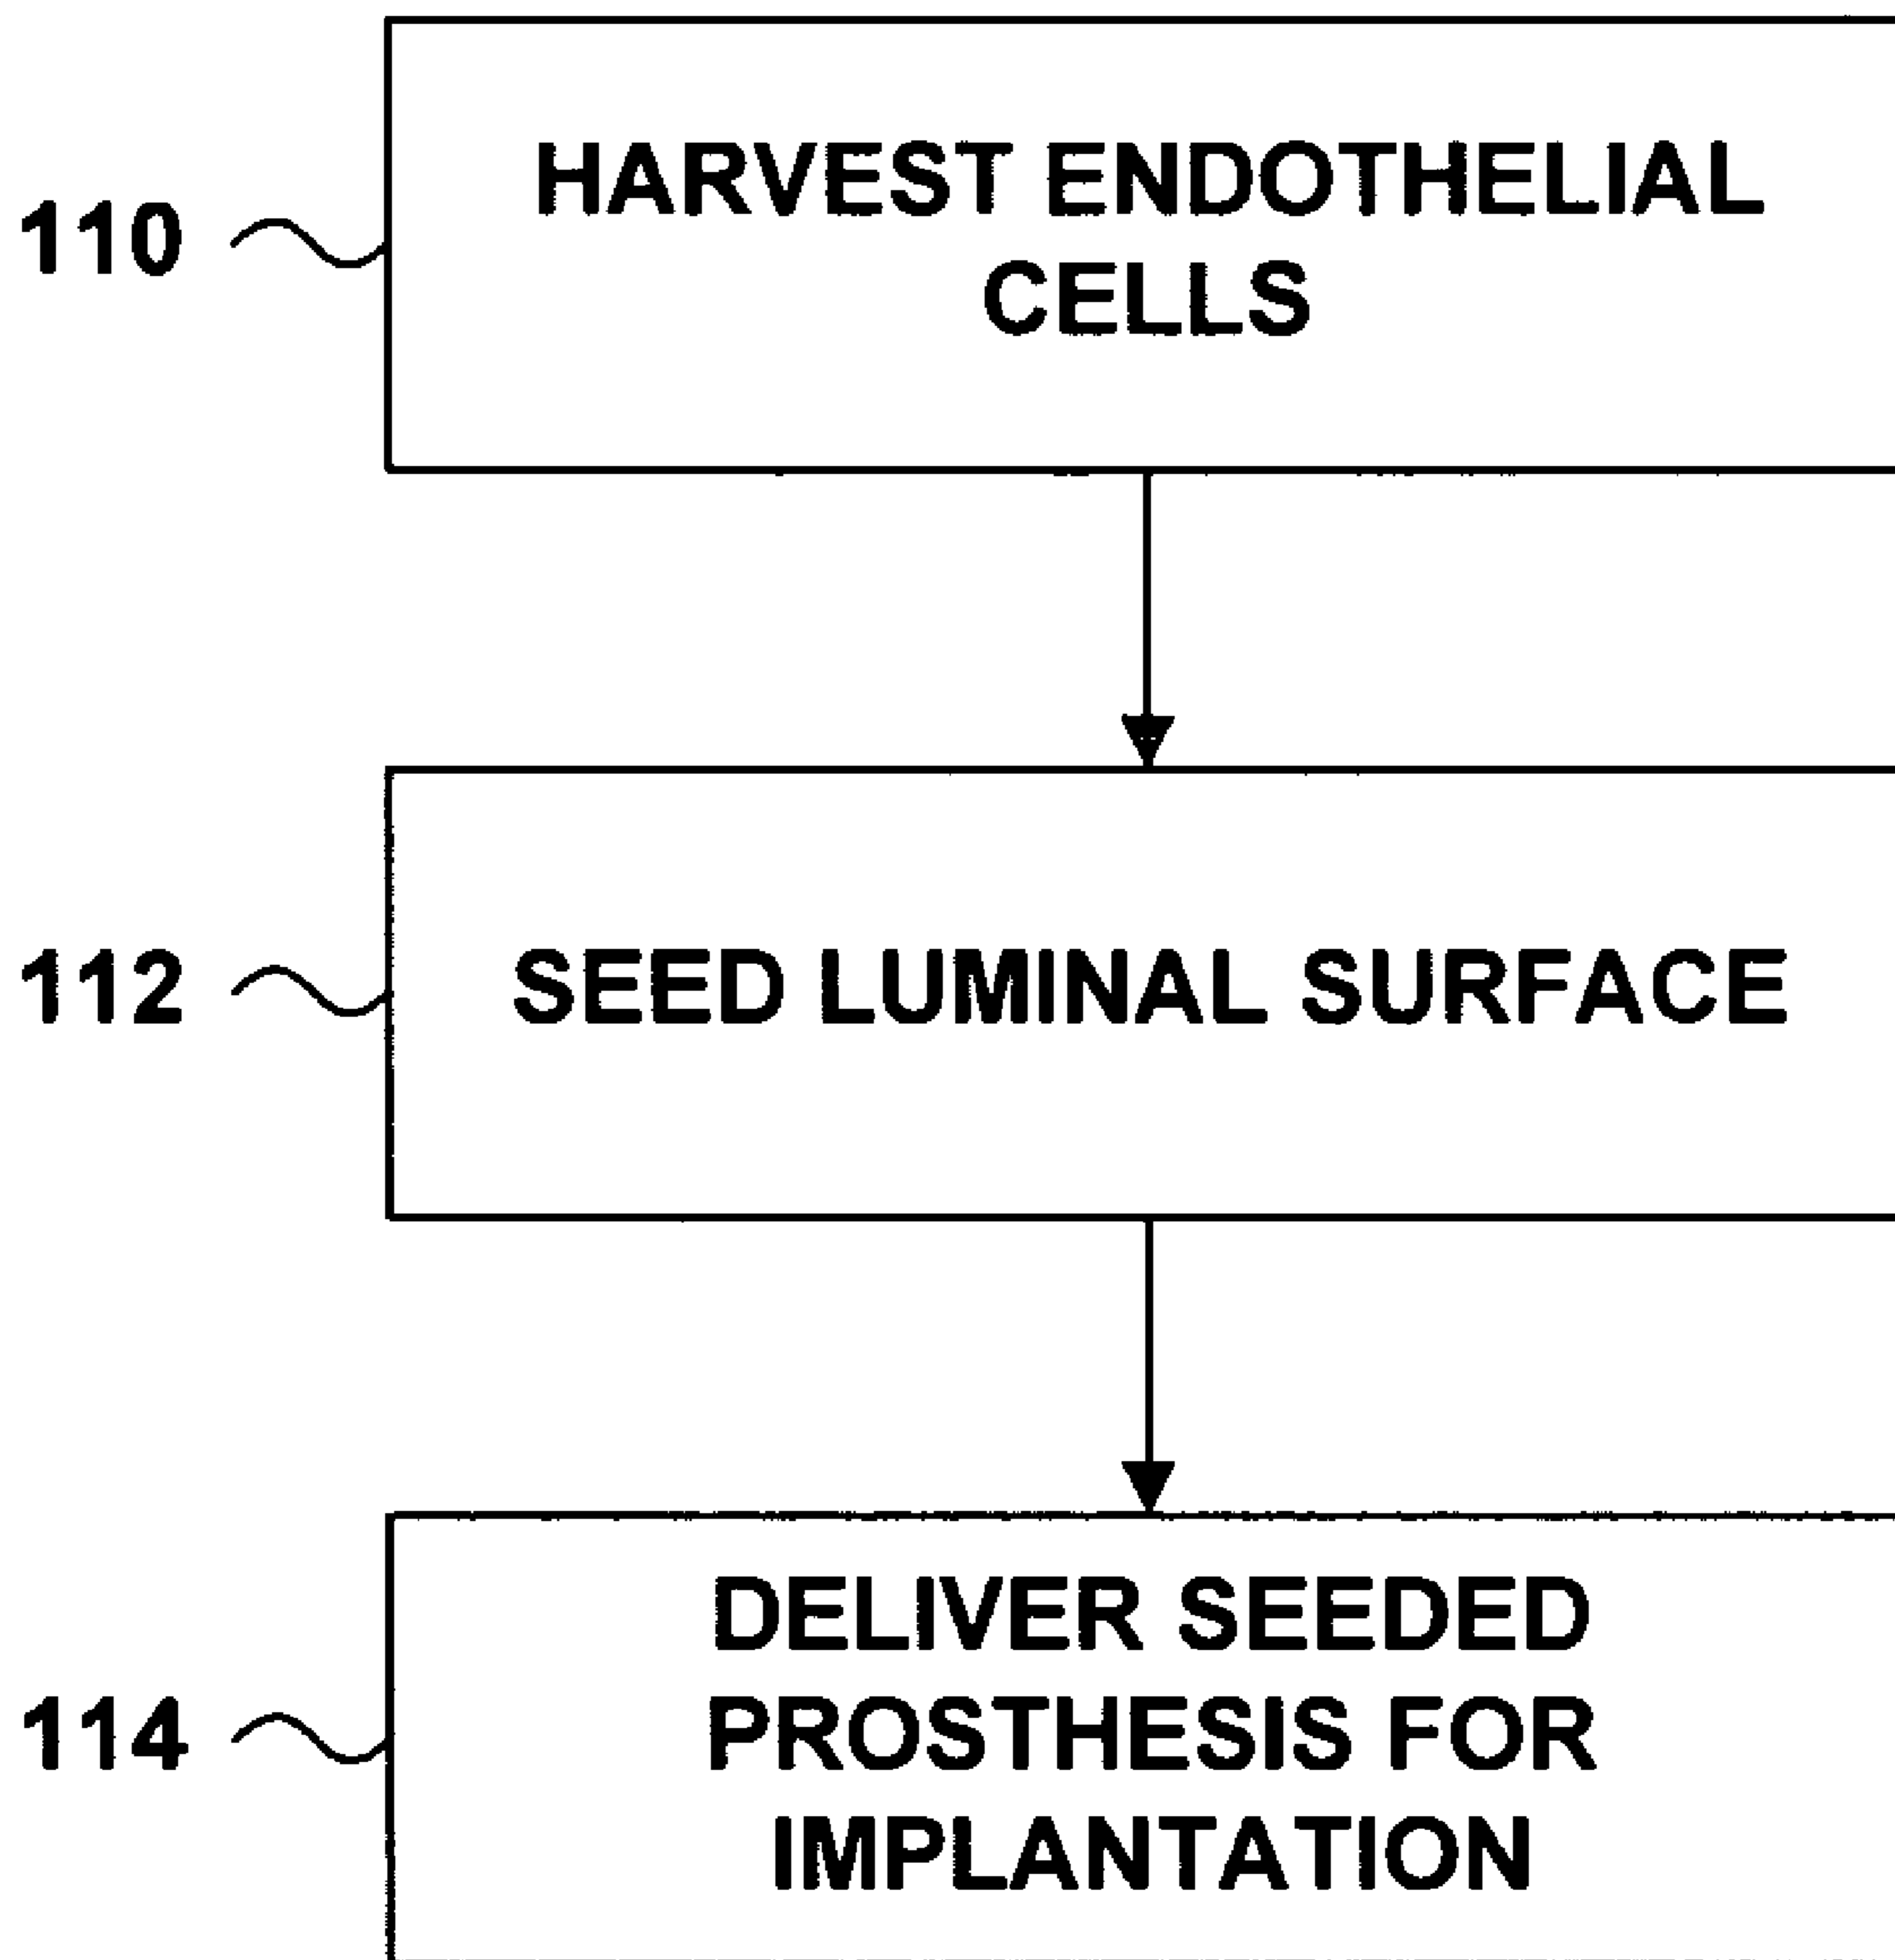 110
HARVEST ENDOTHELIAL
CELLS
112
SEED LUMINAL SURFACE
114
DELIVER SEEDED
PROSTHESIS FOR
IMPLANTATION